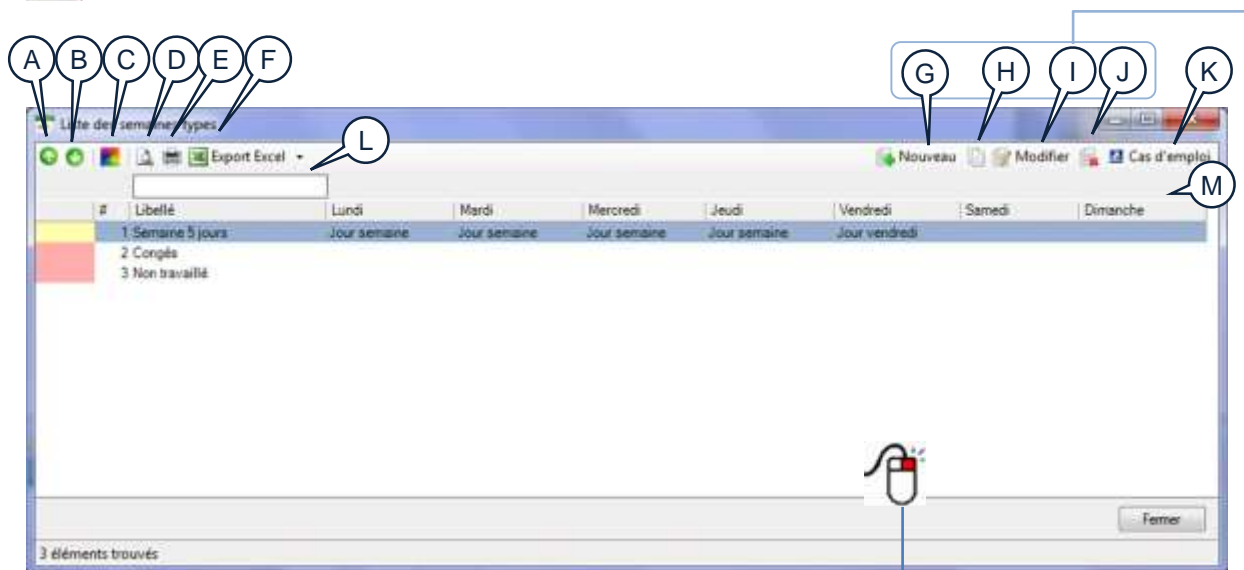 A B C D E F G H I J K
Liste des semaines types
L
Export Excel Nouveau Modifier Cas d'emploi
M
# Libellé Lundi Mardi Mercredi Jeudi Vendredi Samedi Dimanche
1 Semaine 5 jours Jour semaine Jour semaine Jour semaine Jour semaine Jour vendredi
2 Congés
3 Non travaillé
Fermer
3 éléments trouvés